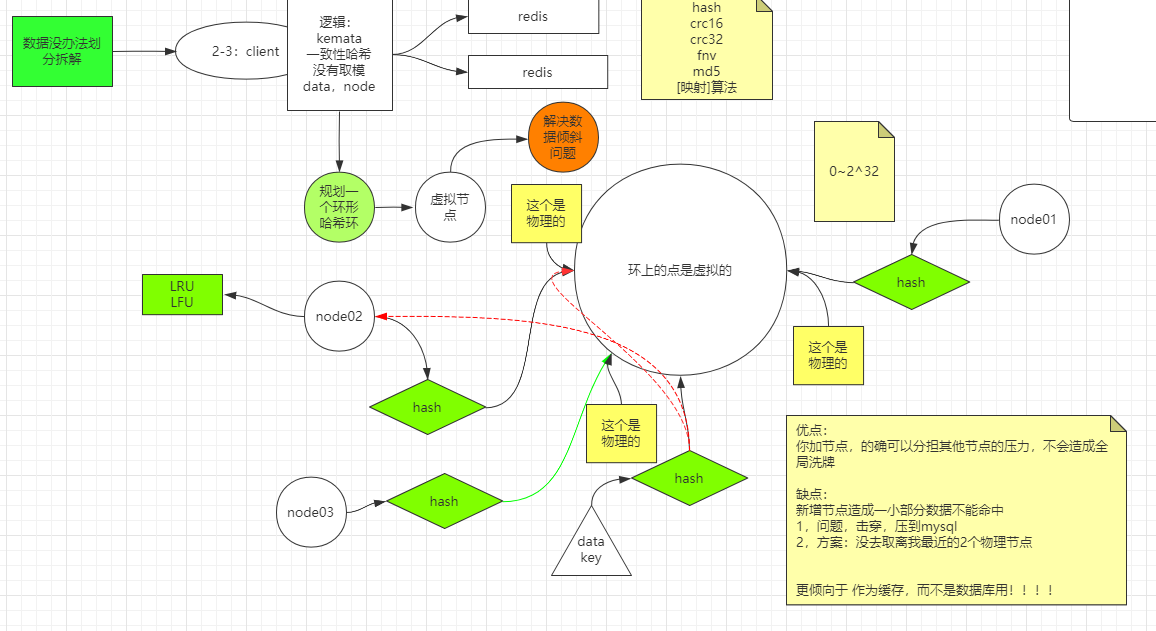 数据没办法划
分拆解
2-3：client
逻辑：
kemata
一致性哈希
没有取模
data，node
redis
redis
hash
crc16
crc32
fnv
md5
[映射]算法
解决数
据倾斜
问题
规划一
个环形
哈希环
虚拟节
点
这个是
物理的
0~2^32
node01
环上的点是虚拟的
hash
LRU
LFU
node02
这个是
物理的
hash
这个是
物理的
hash
node03
hash
data
key
优点：
你加节点，的确可以分担其他节点的压力，不会造成全
局洗牌
缺点：
新增节点造成一小部分数据不能命中
1，问题，击穿，压到mysql
2，方案：没去取离我最近的2个物理节点
更倾向于 作为缓存，而不是数据库用！！！！